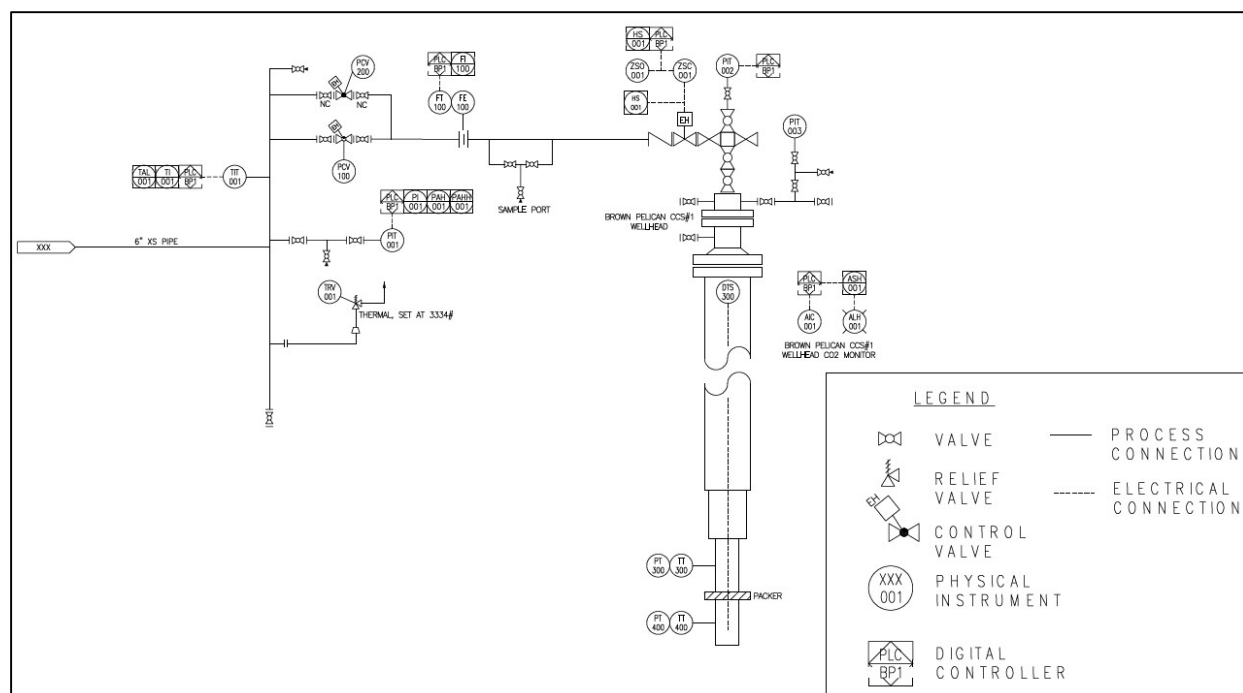 HS
001
PLC
BP1
ZSO
001
ZSC
001
HS
001
EH
PIT
002
PLC
BP1
PCV
200
EH
NC
NC
PLC
BP1
FI
100
FT
100
FE
100
EH
PCV
100
PIT
003
TAL
001
TI
001
PLC
BP1
TIT
001
PLC
BP1
PI
001
PAH
001
PAHH
001
PIT
001
SAMPLE PORT
BROWN PELICAN CCS#1
WELLHEAD
XXX
6" XS PIPE
TRV
001
THERMAL, SET AT 3334#
DTS
300
PLC
BP1
ASH
001
AIC
001
ALH
001
BROWN PELICAN CCS#1
WELLHEAD CO2 MONITOR
PT
300
TT
300
PACKER
PT
400
TT
400
LEGEND
VALVE
RELIEF
VALVE
EH
CONTROL
VALVE
XXX
001
PHYSICAL
INSTRUMENT
PLC
BP1
DIGITAL
CONTROLLER
PROCESS
CONNECTION
ELECTRICAL
CONNECTION